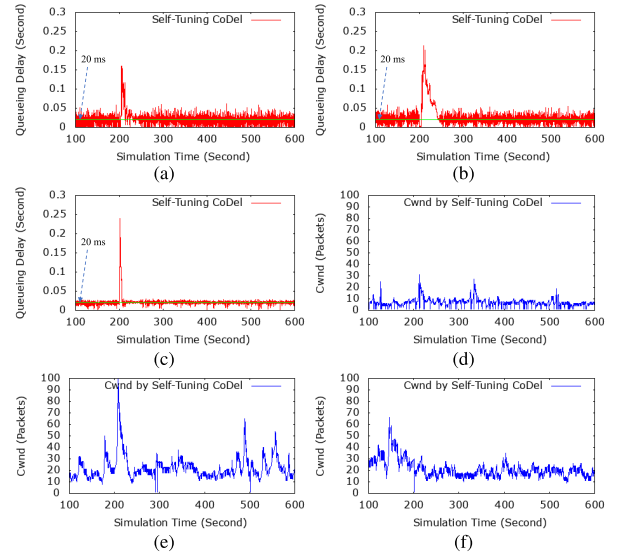 0.3
0.25
0.2
0.15
0.1
0.05
0
Queueing Delay (Second)
Self-Tuning CoDel
20 ms
100 200 300 400 500 600
Simulation Time (Second)
(a)
0.3
0.25
0.2
0.15
0.1
0.05
0
Queueing Delay (Second)
Self-Tuning CoDel
20 ms
100 200 300 400 500 600
Simulation Time (Second)
(b)
0.3
0.25
0.2
0.15
0.1
0.05
0
Queueing Delay (Second)
Self-Tuning CoDel
20 ms
100 200 300 400 500 600
Simulation Time (Second)
(c)
100
90
80
70
60
50
40
30
20
10
0
Cwnd (Packets)
Cwnd by Self-Tuning CoDel
100 200 300 400 500 600
Simulation Time (Second)
(d)
100
90
80
70
60
50
40
30
20
10
0
Cwnd (Packets)
Cwnd by Self-Tuning CoDel
100 200 300 400 500 600
Simulation Time (Second)
(e)
100
90
80
70
60
50
40
30
20
10
0
Cwnd (Packets)
Cwnd by Self-Tuning CoDel
100 200 300 400 500 600
Simulation Time (Second)
(f)